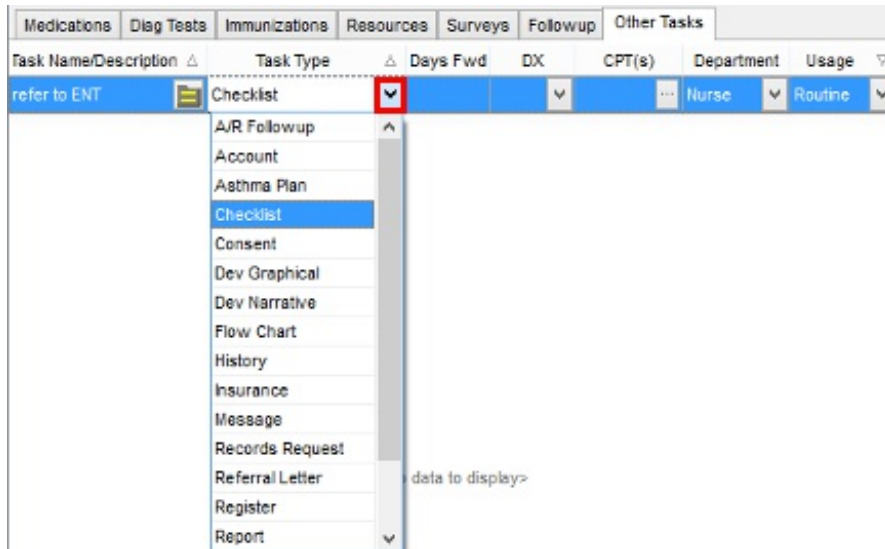 Medications Diag Tests Immunizations Resources Surveys Followup Other Tasks
Task Name/Description Task Type Days Fwd DX CPT(s) Department Usage
refer to ENT Checklist Nurse Routine
A/R Followup
Account
Asthma Plan
Checklist
Consent
Dev Graphical
Dev Narrative
Flow Chart
History
Insurance
Message
Records Request
Referral Letter
data to display>
Register
Report